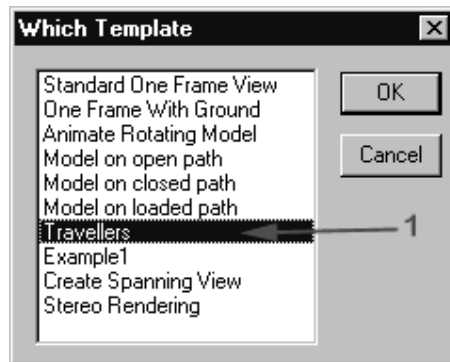 Which Template
Standard One Frame View
One Frame With Ground
Animate Rotating Model
Model on open path
Model on closed path
Model on loaded path
Travellers
Example1
Create Spanning View
Stereo Rendering
OK
Cancel
1